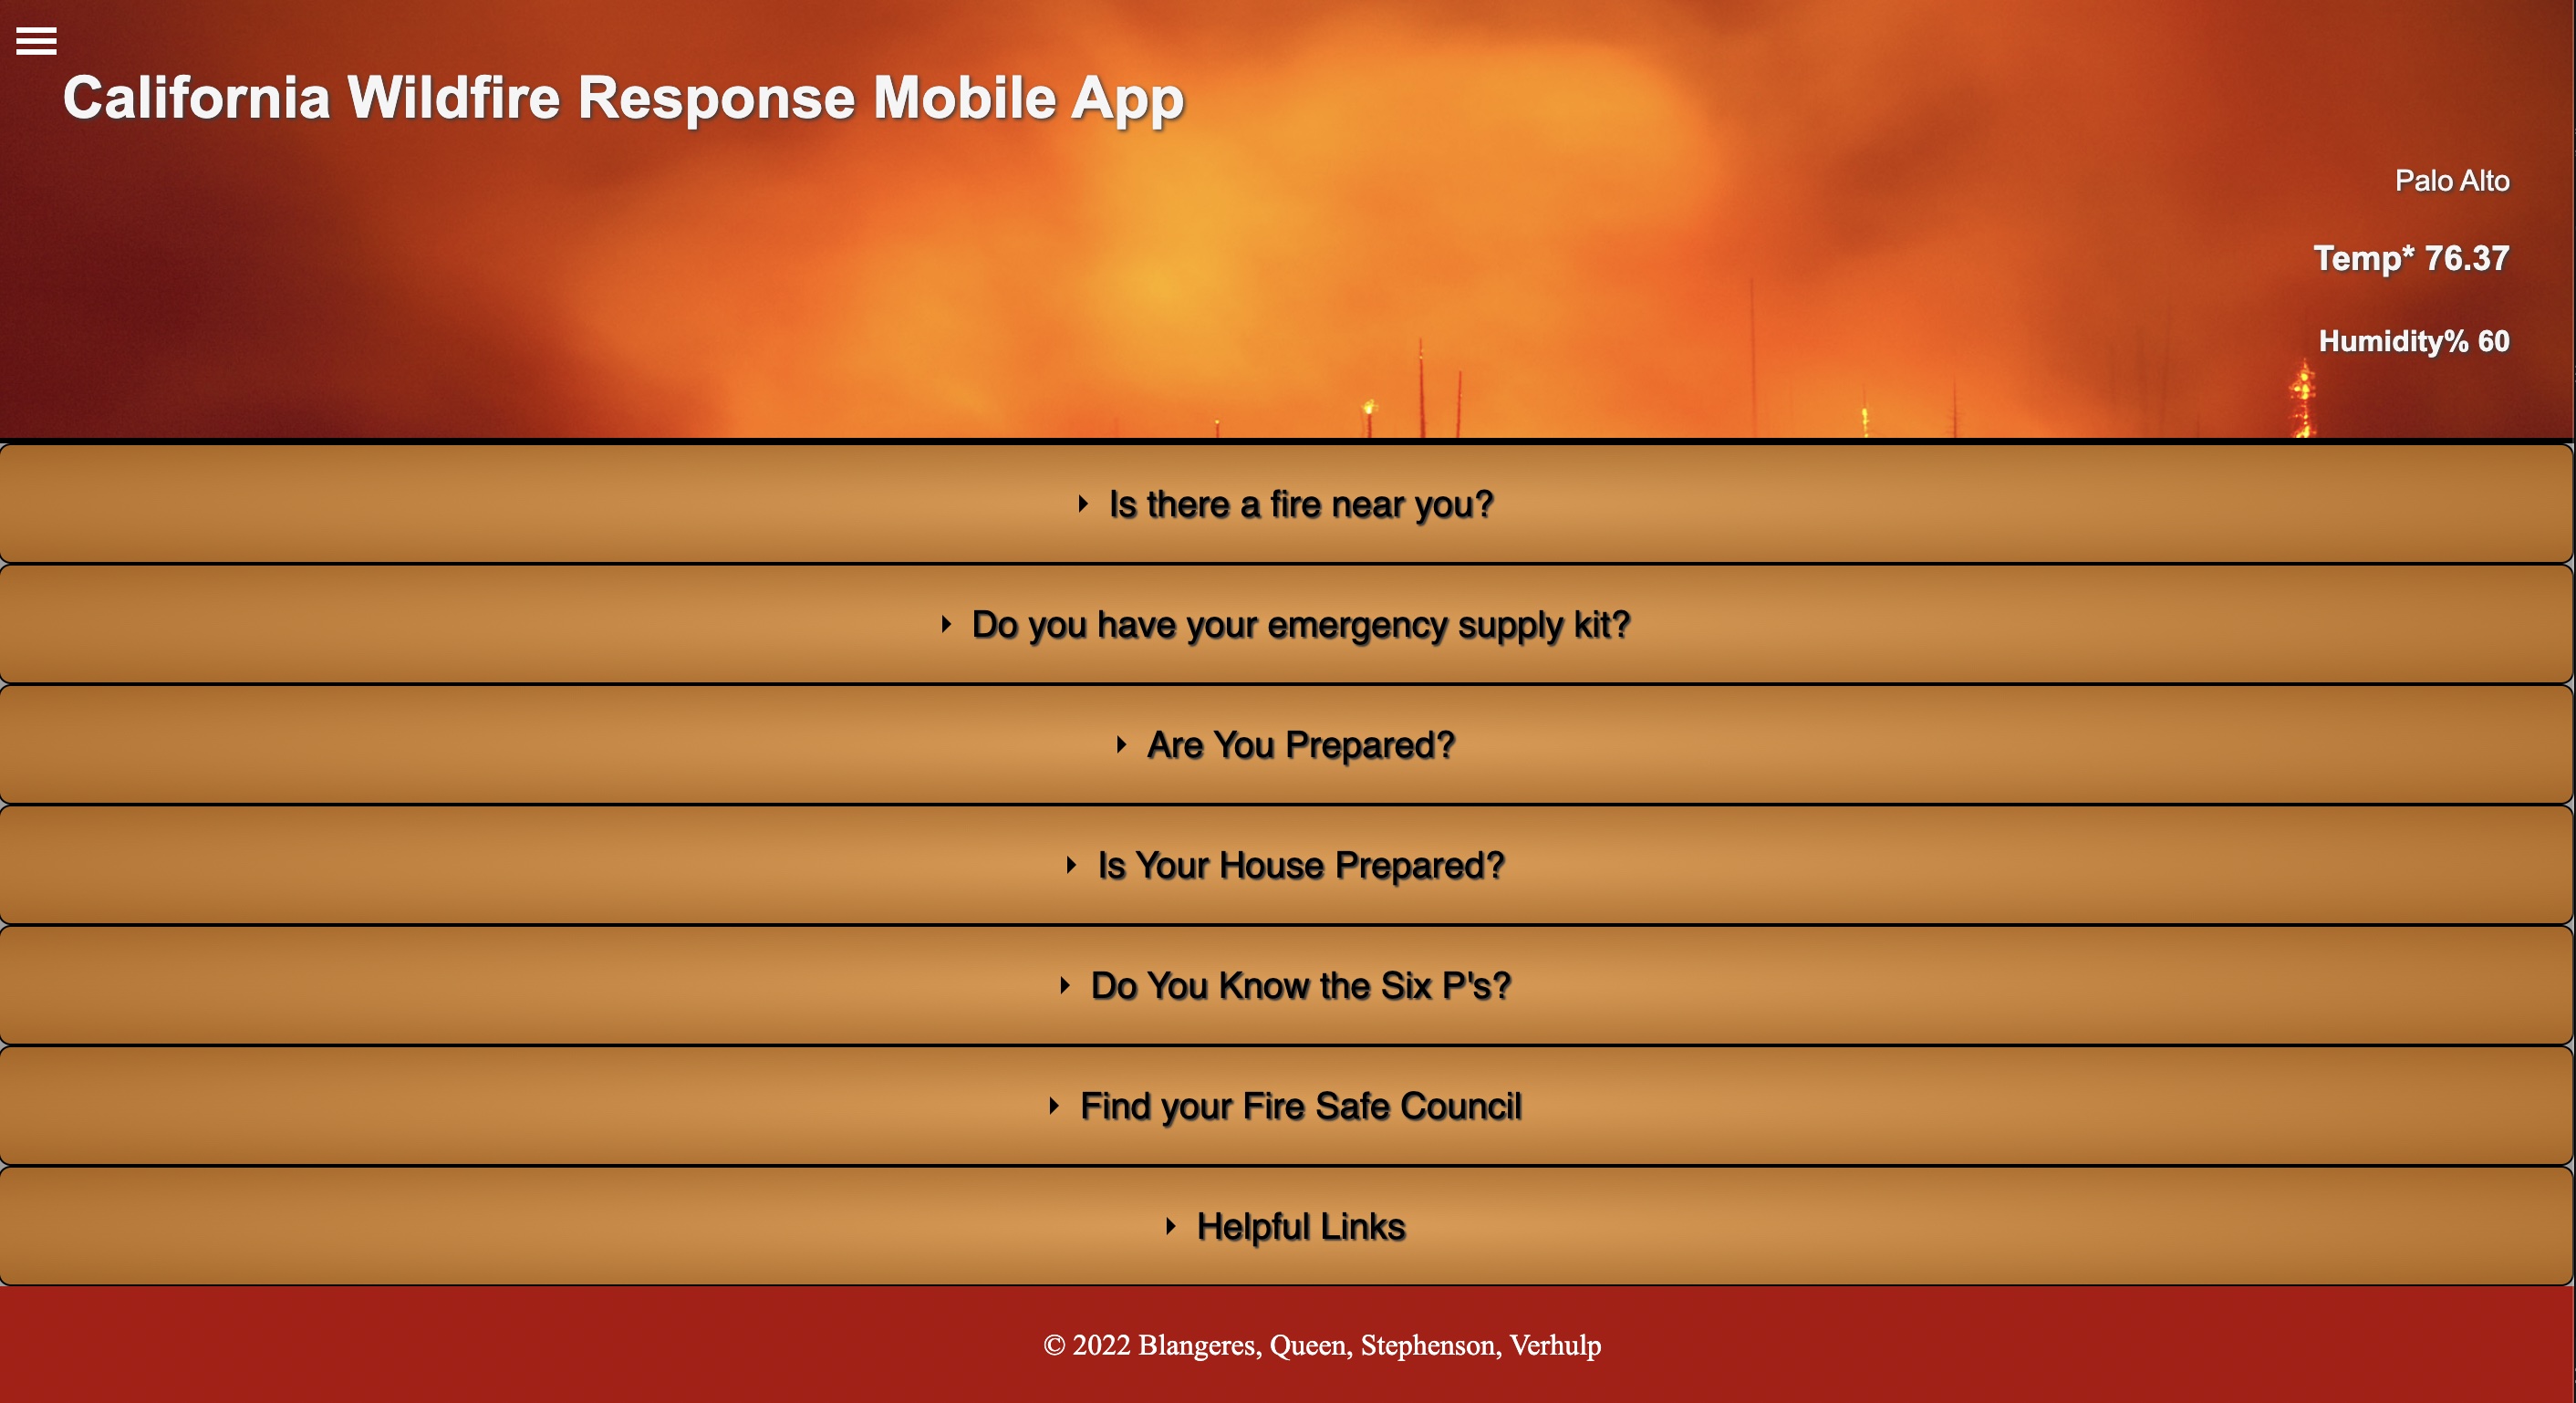 California Wildfire Response Mobile App
Palo Alto
Temp* 76.37
Humidity% 60
Is there a fire near you?
Do you have your emergency supply kit?
Are You Prepared?
Is Your House Prepared?
Do You Know the Six P's?
Find your Fire Safe Council
Helpful Links
© 2022 Blangeres, Queen, Stephenson, Verhulp